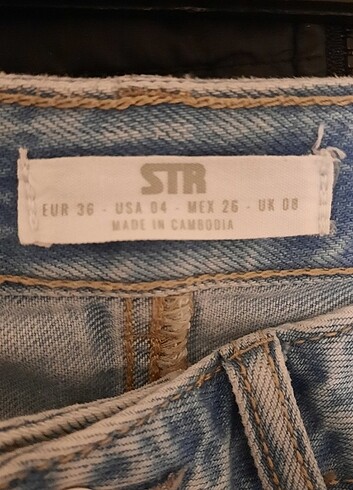 STR
EUR 36 - USA 04 - MEX 26 - UK 08
MADE IN CAMBODIA